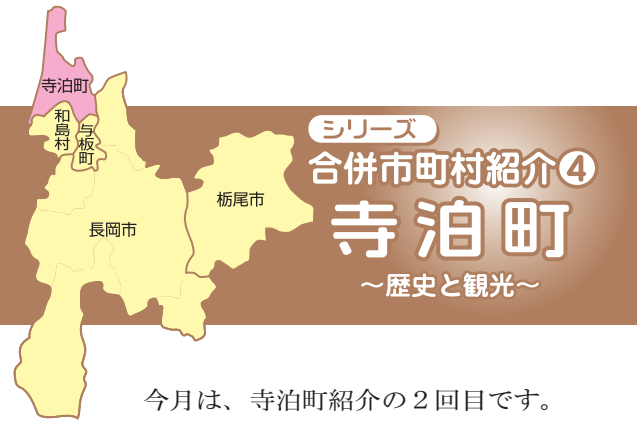 寺泊町
和島村
与板町
長岡市
栃尾市
シリーズ
合併市町村紹介❹
寺泊町
～歴史と観光～
今月は、寺泊町紹介の２回目です。